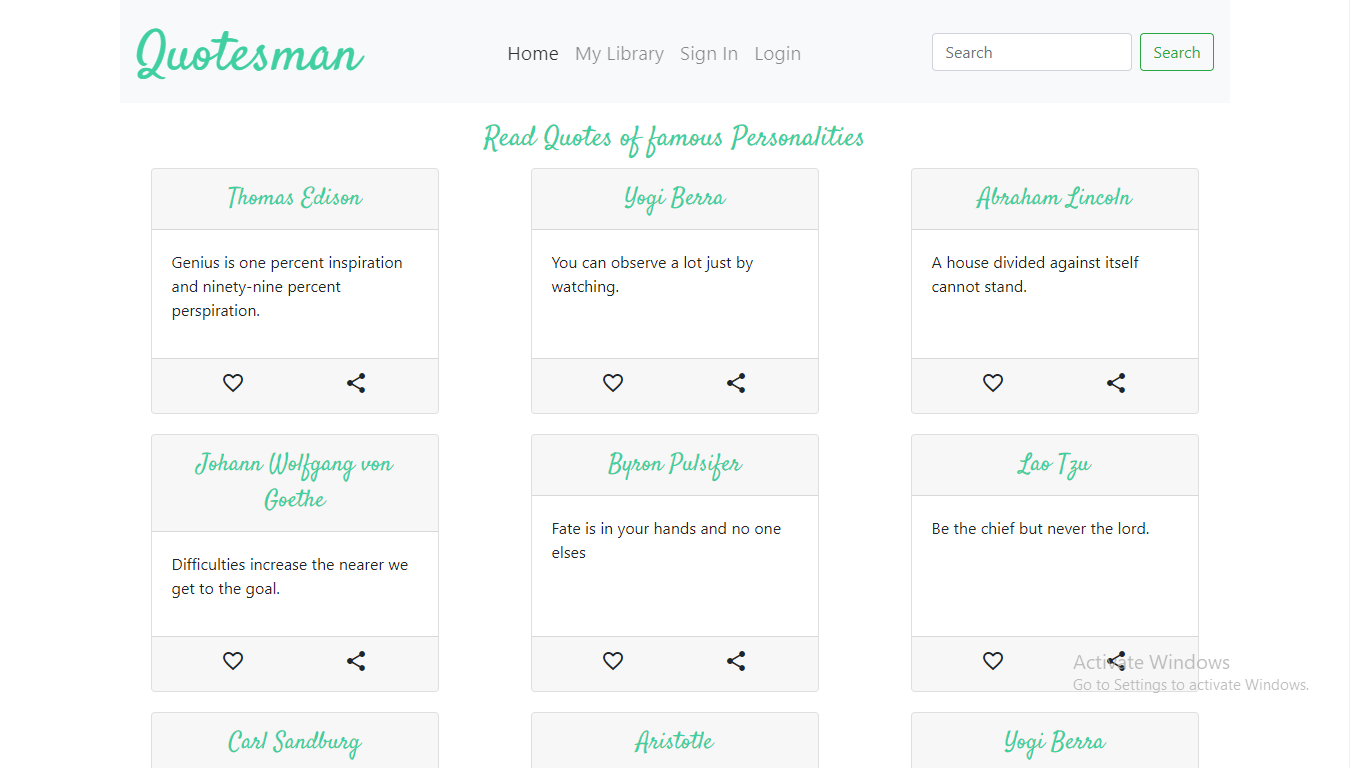 Quotesman
Home My Library Sign In Login
Search
Search
Read Quotes of famous Personalities
Thomas Edison
Genius is one percent inspiration
and ninety-nine percent
perspiration.
Yogi Berra
You can observe a lot just by
watching.
Abraham Lincoln
A house divided against itself
cannot stand.
Johann Wolfgang von
Goethe
Difficulties increase the nearer we
get to the goal.
Byron Pulsifer
Fate is in your hands and no one
elses
Lao Tzu
Be the chief but never the lord.
Activate Windows
Go to Settings to activate Windows.
Carl Sandburg
Aristotle
Yogi Berra